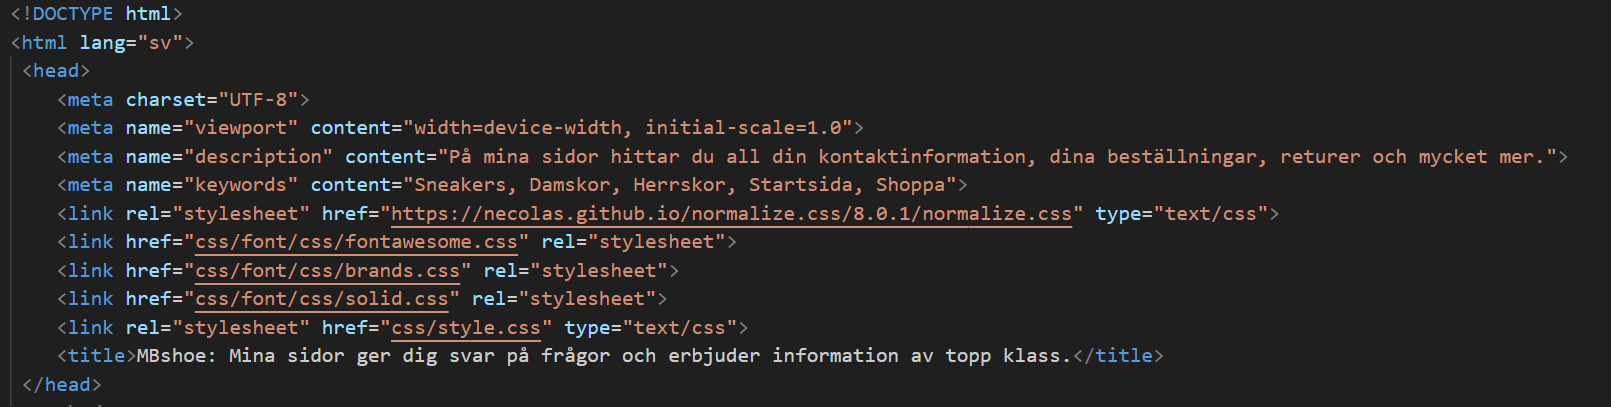 <!DOCTYPE html>
<html lang="sv">
<head>
<meta charset="UTF-8">
<meta name="viewport" content="width=device-width, initial-scale=1.0">
<meta name="description" content="På mina sidor hittar du all din kontaktinformation, dina beställningar, returer och mycket mer.">
<meta name="keywords" content="Sneakers, Damskor, Herrskor, Startsida, Shoppa">
<link rel="stylesheet" href="https://necolas.github.io/normalize.css/8.0.1/normalize.css" type="text/css">
<link href="css/font/css/fontawesome.css" rel="stylesheet">
<link href="css/font/css/brands.css" rel="stylesheet">
<link href="css/font/css/solid.css" rel="stylesheet">
<link rel="stylesheet" href="css/style.css" type="text/css">
<title>MBshoe: Mina sidor ger dig svar på frågor och erbjuder information av topp klass.</title>
</head>